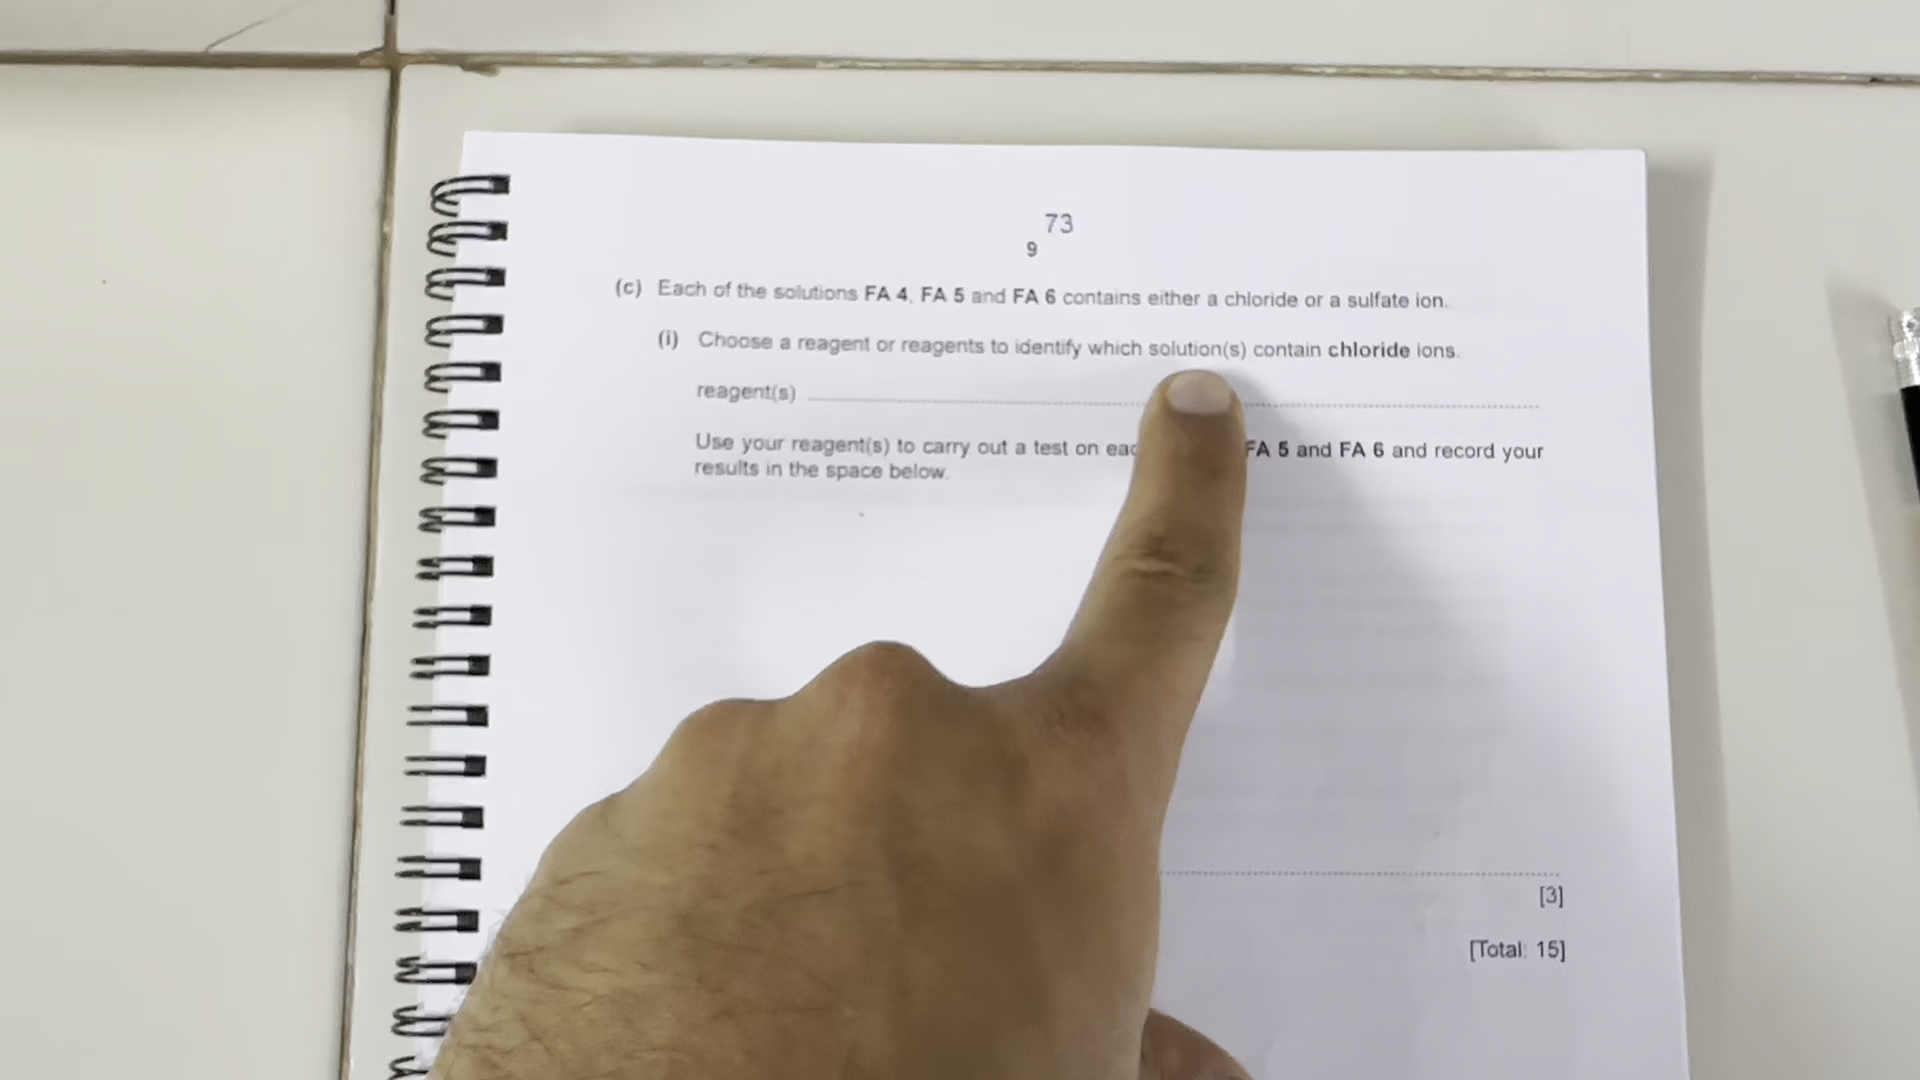 73
9
(c) Each of the solutions FA 4, FA 5 and FA 6 contains either a chloride or a sulfate ion.
(i) Choose a reagent or reagents to identify which solution(s) contain chloride ions.
reagent(s)
Use your reagent(s) to carry out a test on FA 5 and FA 6 and record your
results in the space below.
[3]
[Total: 15]